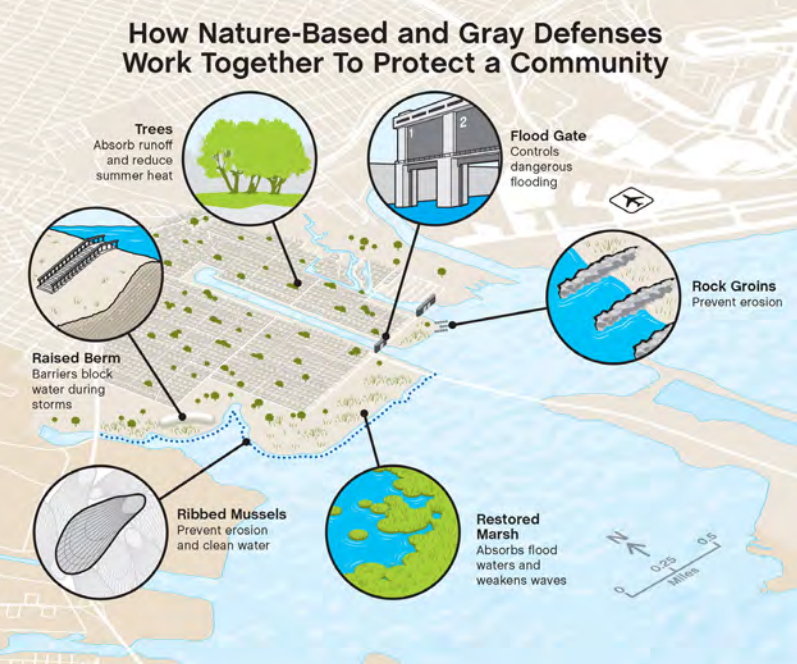 How Nature-Based and Gray Defenses
Work Together To Protect a Community
Trees
Absorb runoff
and reduce
summer heat
1
2
Flood Gate
Controls
dangerous
flooding
Rock Groins
Prevent erosion
Raised Berm
Barriers block
water during
storms
Ribbed Mussels
Prevent erosion
and clean water
Restored
Marsh
Absorbs flood
waters and
weakens waves
N
0
0.25
0.5
Miles